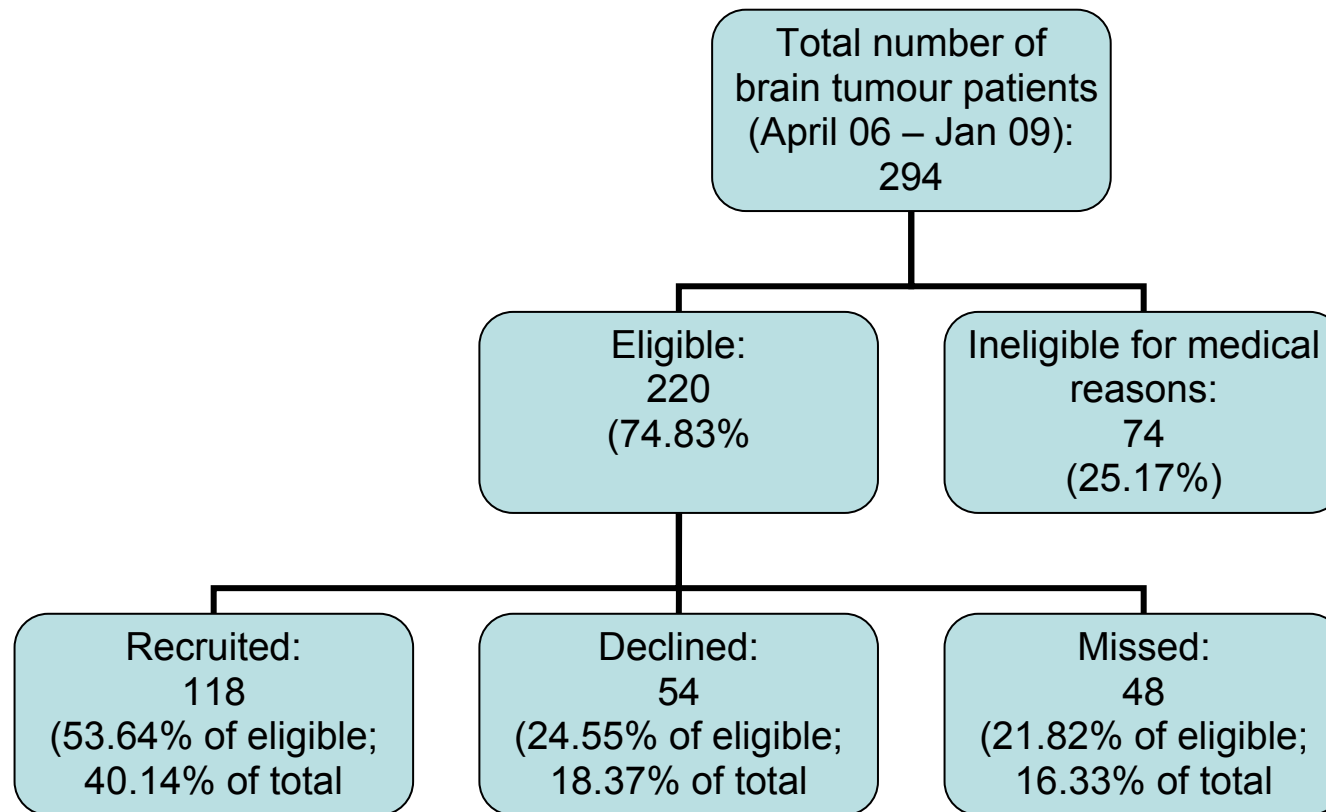 Total number of
brain tumour patients
(April 06 – Jan 09):
294
Eligible:
220
(74.83%
Ineligible for medical
reasons:
74
(25.17%)
Recruited:
118
(53.64% of eligible;
40.14% of total
Declined:
54
(24.55% of eligible;
18.37% of total
Missed:
48
(21.82% of eligible;
16.33% of total